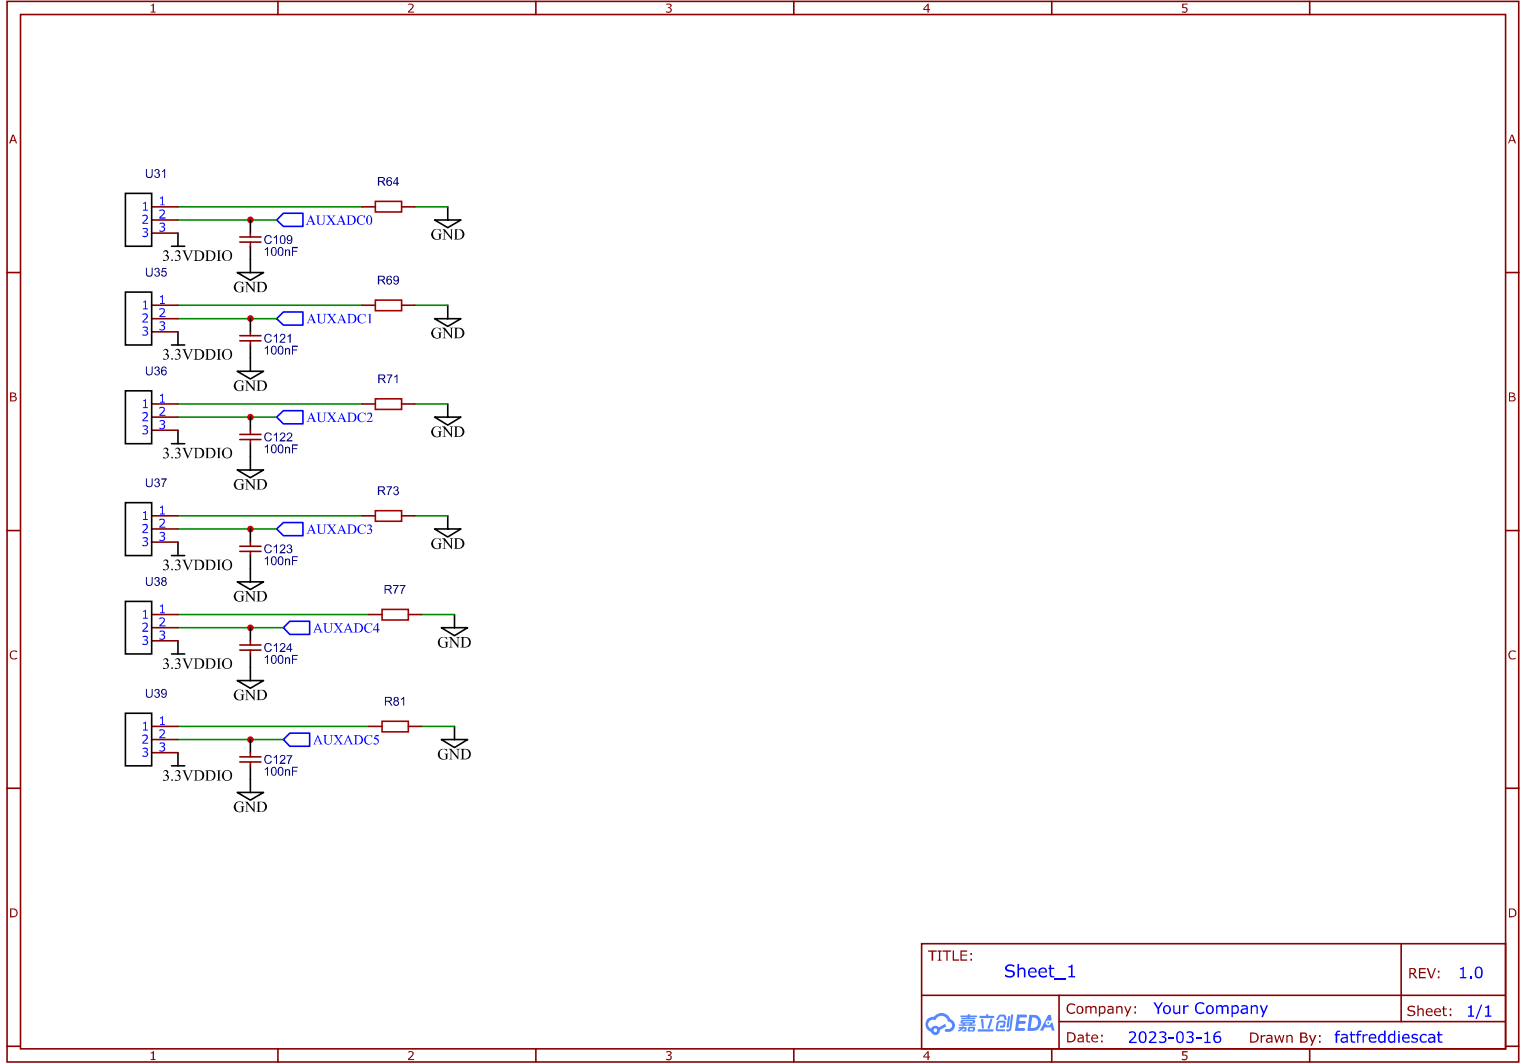 1 2 3 4 5
A A
U31
R64
1
1
2
2
AUXADC0
3
3
GND
C109
3.3VDDIO
100nF
GND
B B
U35
R69
1
1
2
2
AUXADC1
3
3
GND
C121
3.3VDDIO
100nF
GND
U36
R71
1
1
2
2
AUXADC2
3
3
GND
C122
3.3VDDIO
100nF
GND
U37
R73
1
1
2
2
AUXADC3
3
3
GND
C123
3.3VDDIO
100nF
GND
C C
U38
R77
1
1
2
2
AUXADC4
3
3
GND
C124
3.3VDDIO
100nF
GND
U39
R81
1
1
2
2
AUXADC5
3
3
GND
C127
3.3VDDIO
100nF
GND
D D
TITLE:
Sheet_1
REV: 1.0
嘉立创EDA
Company: Your Company
Sheet: 1/1
Date: 2023-03-16 Drawn By: fatfreddiescat
1 2 3 4 5